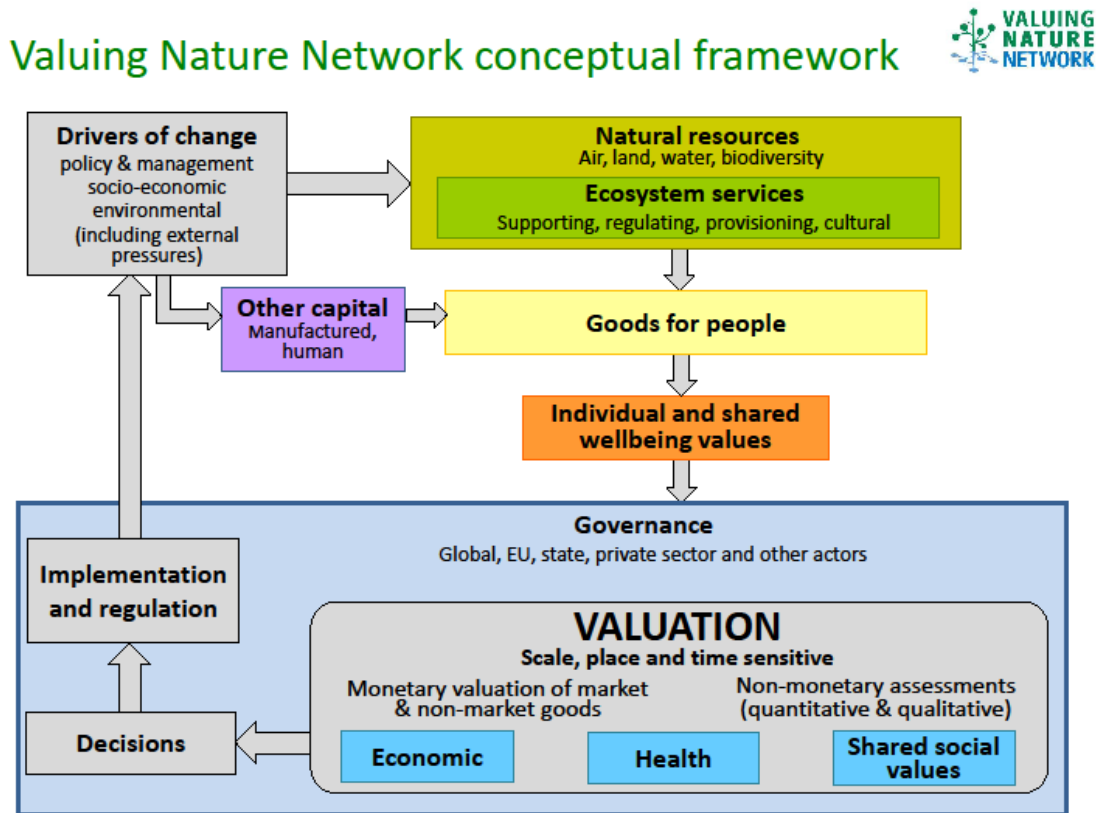 Valuing Nature Network conceptual framework
VALUING
NATURE
NETWORK
Drivers of change
policy & management
socio-economic
environmental
(including external
pressures)
Natural resources
Air, land, water, biodiversity
Ecosystem services
Supporting, regulating, provisioning, cultural
Other capital
Manufactured,
human
Goods for people
Individual and shared
wellbeing values
Governance
Global, EU, state, private sector and other actors
Implementation
and regulation
VALUATION
Scale, place and time sensitive
Monetary valuation of market
& non-market goods
Non-monetary assessments
(quantitative & qualitative)
Decisions
Economic
Health
Shared social
values